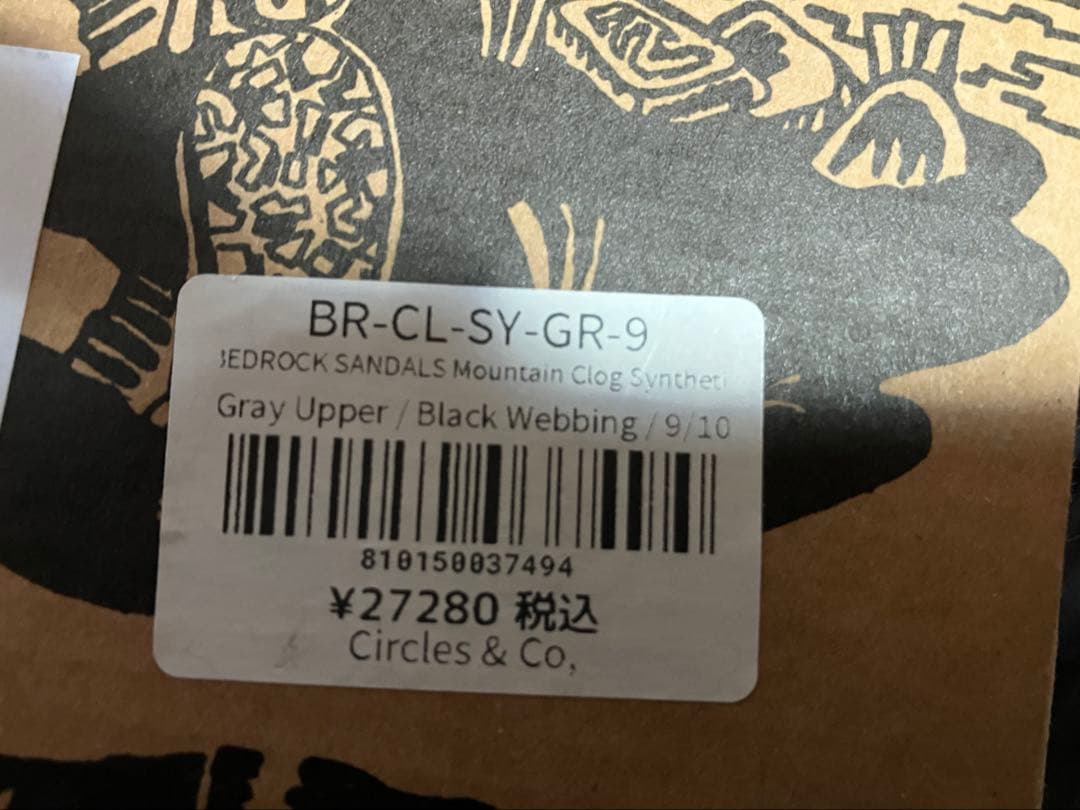 BR-CL-SY-GR-9
BEDROCK SANDALS Mountain Clog Syntheti
Gray Upper / Black Webbing / 9/10
810150037494
¥27280 税込
Circles & Co,